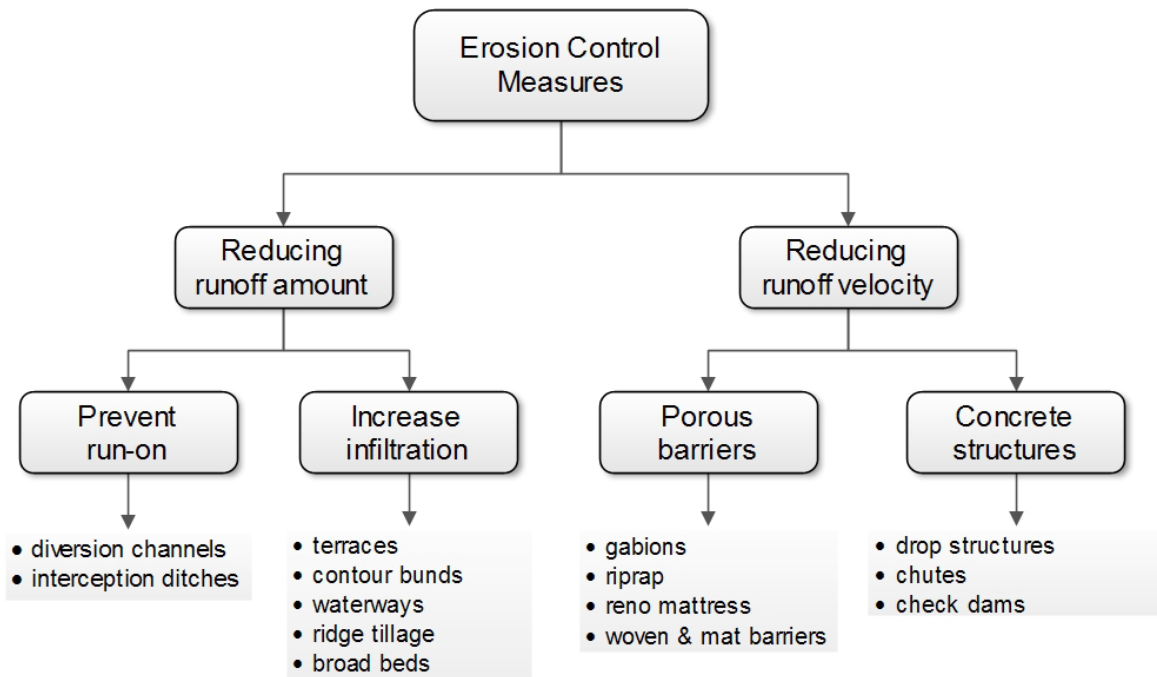 Erosion Control
Measures
Reducing
runoff amount
Reducing
runoff velocity
Prevent
run-on
Increase
infiltration
Porous
barriers
Concrete
structures
• diversion channels
• interception ditches
• terraces
• contour bunds
• waterways
• ridge tillage
• broad beds
• gabions
• riprap
• reno mattress
• woven & mat barriers
• drop structures
• chutes
• check dams